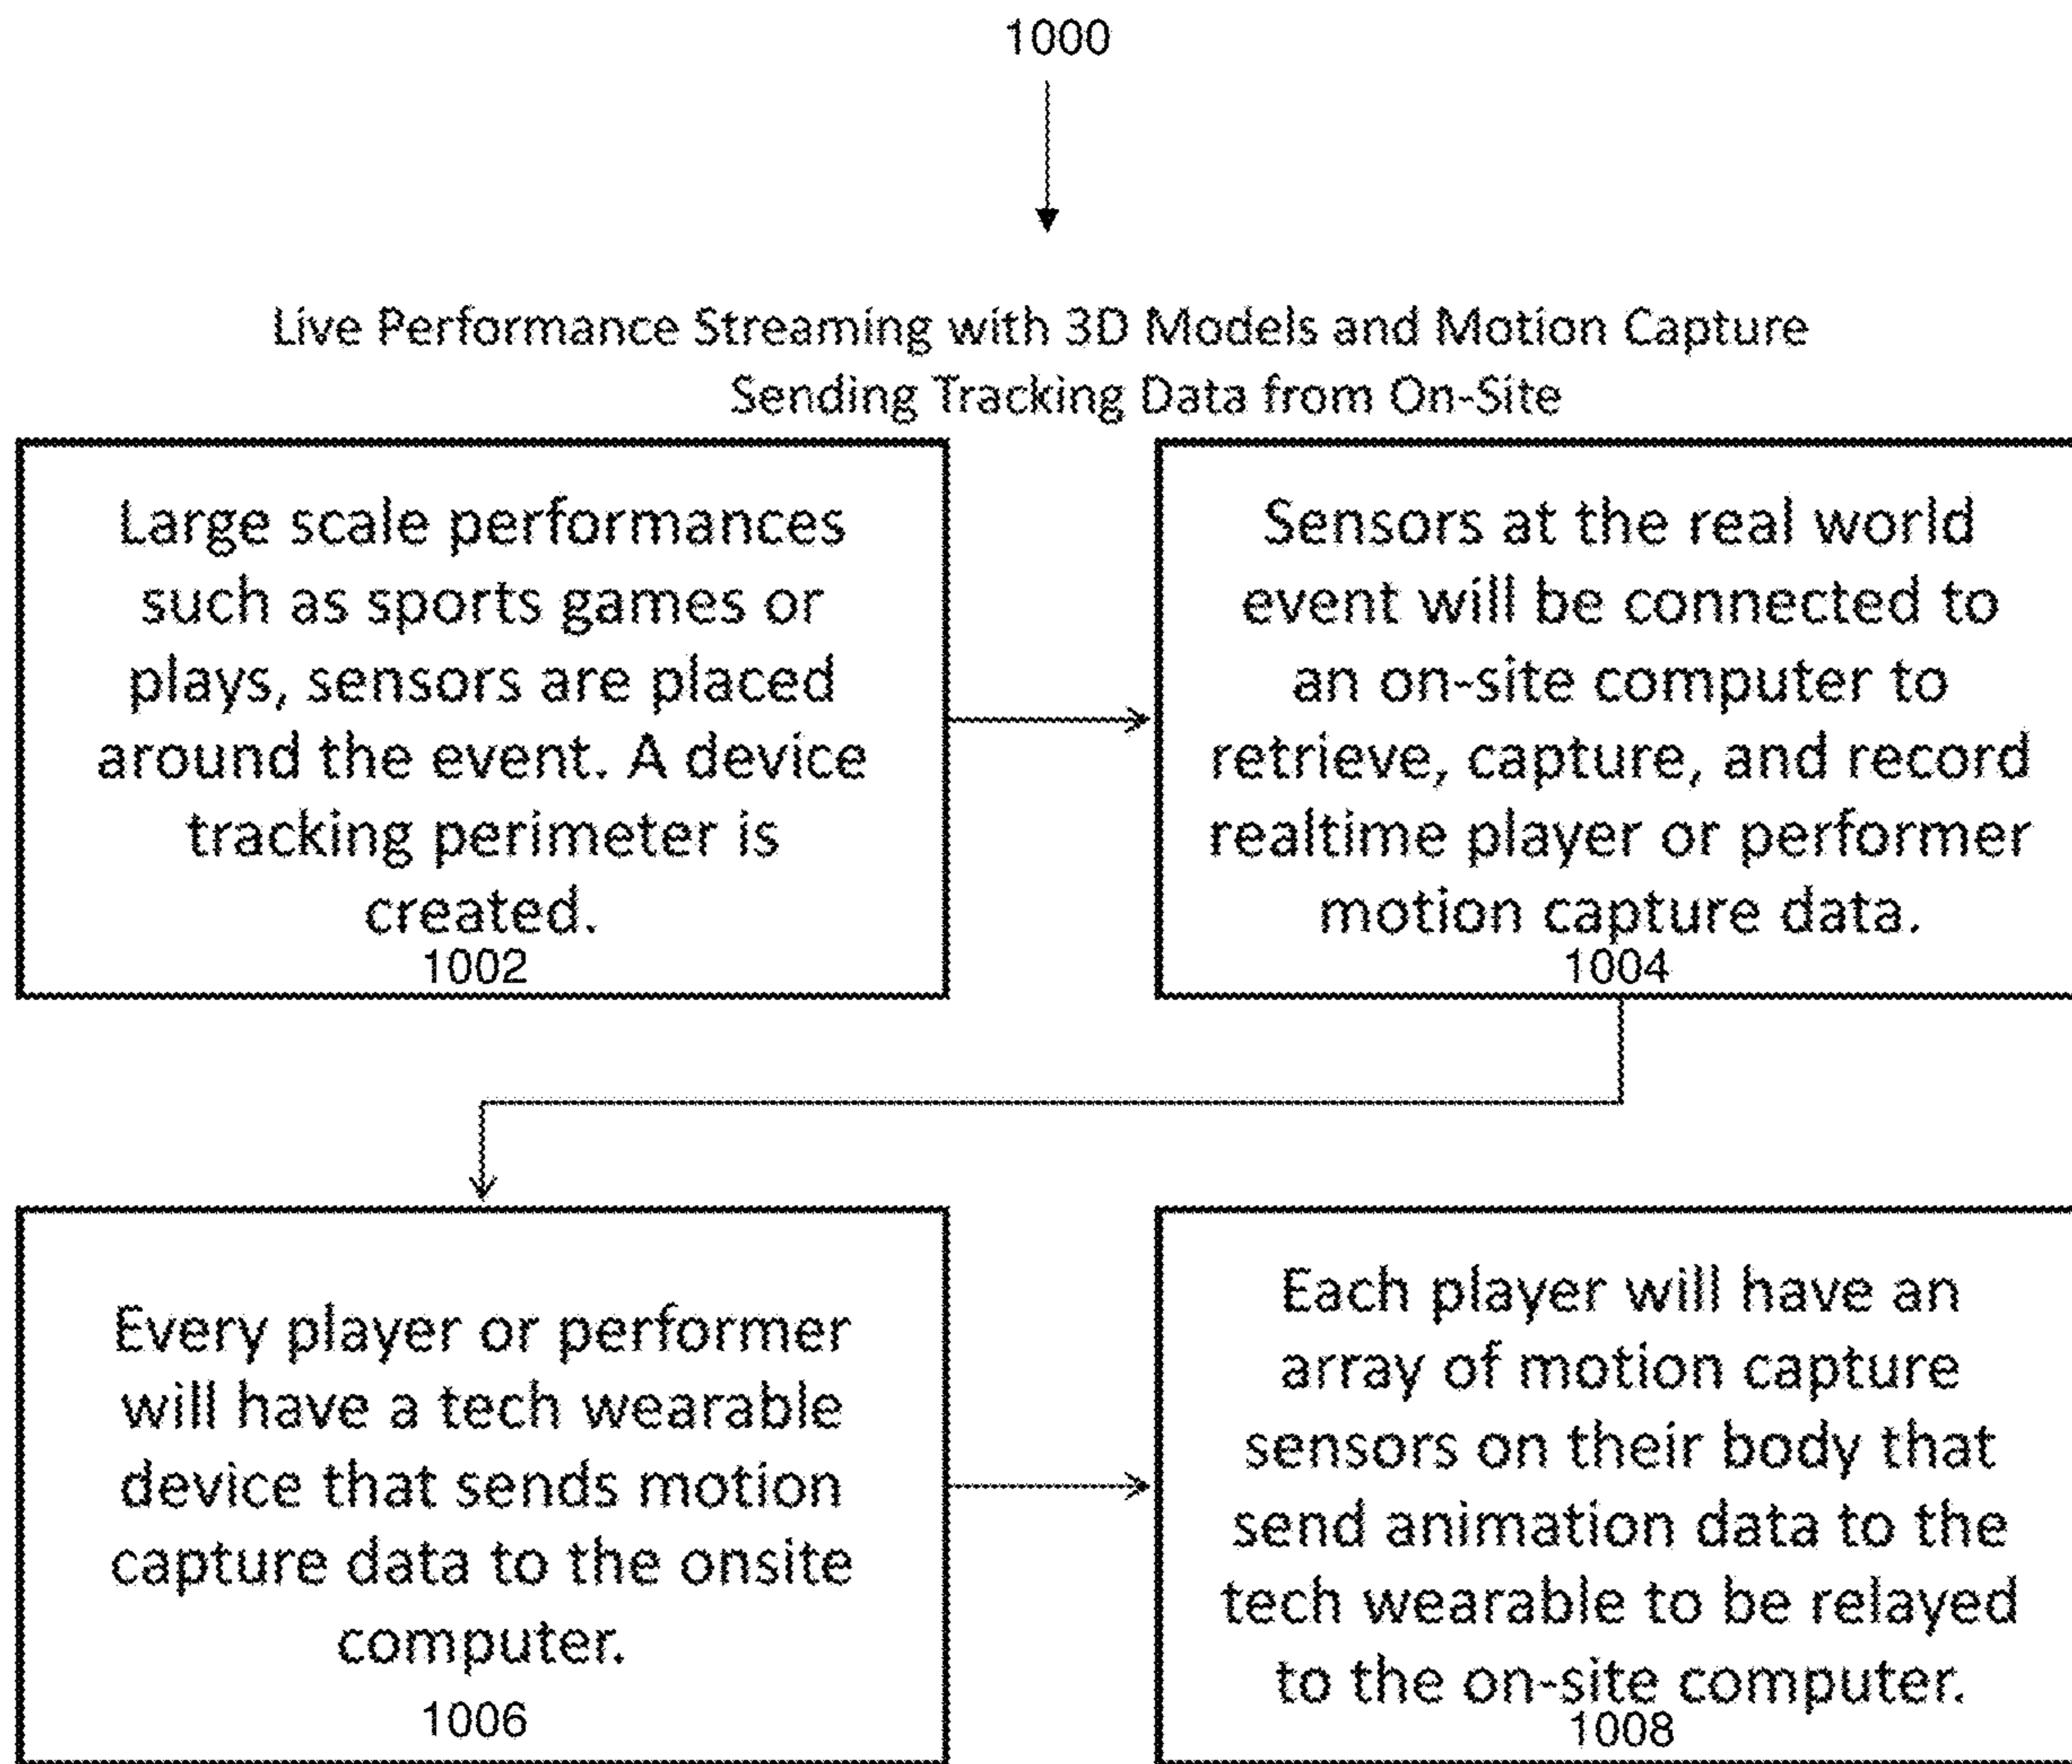 1000
Live Performance Streaming with 3D Models and Motion Capture
Sending Tracking Data from On-Site
Large scale performances
such as sports games or
plays, sensors are placed
around the event. A device
tracking perimeter is
created.
1002
Sensors at the real world
event will be connected to
an on-site computer to
retrieve, capture, and record
realtime player or performer
motion capture data.
1004
Every player or performer
will have a tech wearable
device that sends motion
capture data to the onsite
computer.
1006
Each player will have an
array of motion capture
sensors on their body that
send animation data to the
tech wearable to be relayed
to the on-site computer.
1008